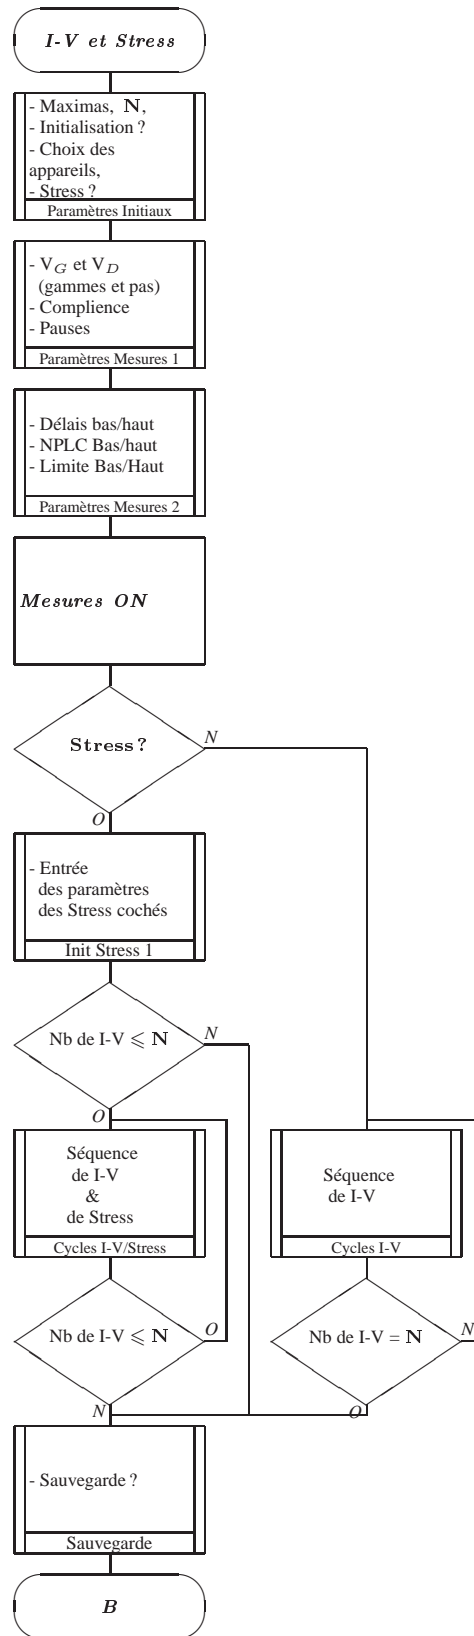 I-V et Stress
- Maximas, N,
- Initialisation ?
- Choix des
appareils,
- Stress ?
Paramètres Initiaux
- VG et VD
(gammes et pas)
- Complience
- Pauses
Paramètres Mesures 1
- Délais bas/haut
- NPLC Bas/haut
- Limite Bas/Haut
Paramètres Mesures 2
Mesures ON
Stress ?
N
O
- Entrée
des paramètres
des Stress cochés
Init Stress 1
Nb de I-V ⩽ N
N
O
Séquence
de I-V
&
de Stress
Cycles I-V/Stress
Séquence
de I-V
Cycles I-V
Nb de I-V ⩽ N
O
N
Nb de I-V = N
N
O
- Sauvegarde ?
Sauvegarde
B